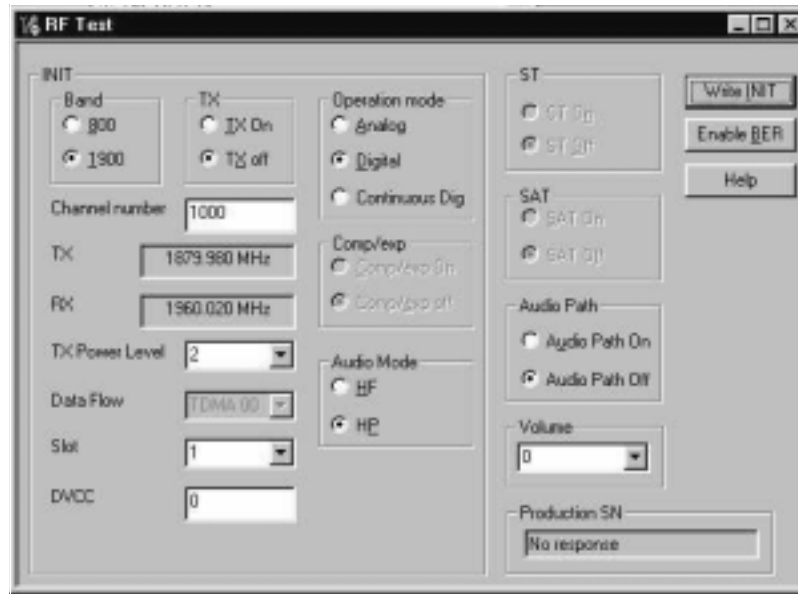 RF Test
INIT
Band
800
1900
TX
TX On
TX off
Operation mode
Analog
Digital
Continuous Dig
Channel number
1000
TX
1879.980 MHz
RX
1960.020 MHz
TX Power Level
2
Data Flow
TDMA 00
Slot
1
DVCC
0
Comp/exp
Comp/exp On
Comp/exp off
Audio Mode
HF
HP
ST
ST On
ST Off
SAT
SAT On
SAT Off
Audio Path
Audio Path On
Audio Path Off
Volume
0
Production SN
No response
Write INIT
Enable BER
Help